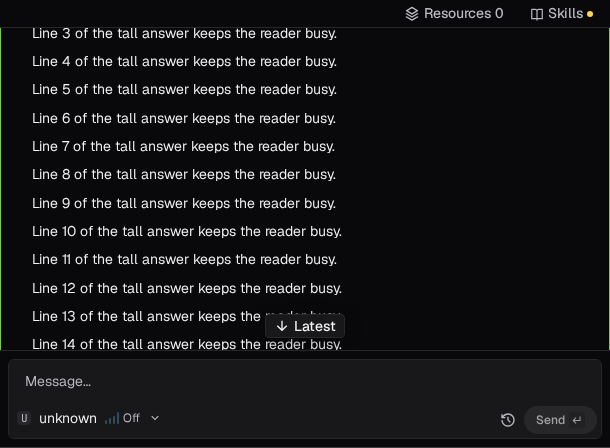 Resources 0 Skills
Line 3 of the tall answer keeps the reader busy.
Line 4 of the tall answer keeps the reader busy.
Line 5 of the tall answer keeps the reader busy.
Line 6 of the tall answer keeps the reader busy.
Line 7 of the tall answer keeps the reader busy.
Line 8 of the tall answer keeps the reader busy.
Line 9 of the tall answer keeps the reader busy.
Line 10 of the tall answer keeps the reader busy.
Line 11 of the tall answer keeps the reader busy.
Line 12 of the tall answer keeps the reader busy.
Line 13 of the tall answer keeps the reader busy.
Latest
Line 14 of the tall answer keeps the reader busy.
Message...
U unknown Off Send